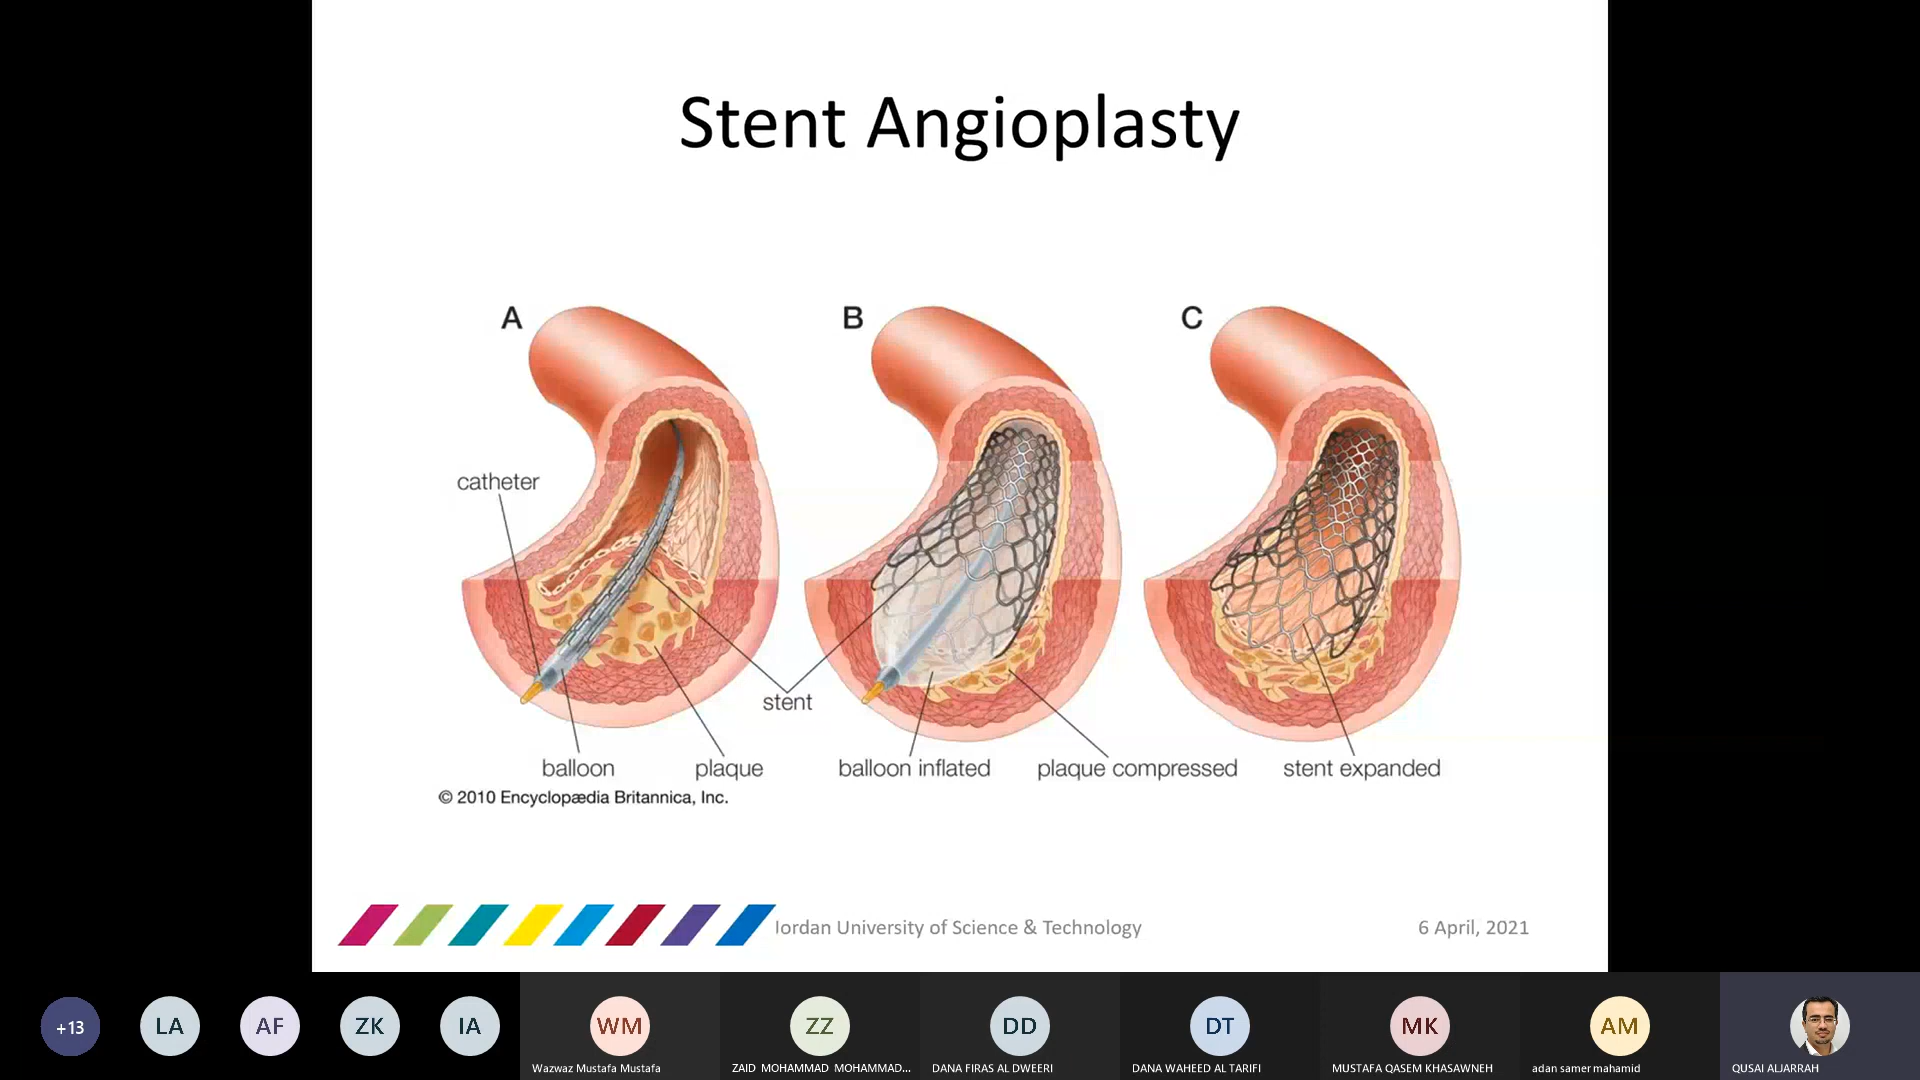 Stent Angioplasty
A
B
C
catheter
stent
balloon
plaque
balloon inflated
plaque compressed
stent expanded
© 2010 Encyclopædia Britannica, Inc.
Jordan University of Science & Technology
6 April, 2021
+13
LA
AF
ZK
IA
WM
ZZ
DD
DT
MK
AM
Wazwaz Mustafa Mustafa
ZAID MOHAMMAD MOHAMMAD...
DANA FIRAS AL DWEERI
DANA WAHEED AL TARIFI
MUSTAFA QASEM KHASAWNEH
adan samer mahamid
QUSAI ALJARRAH